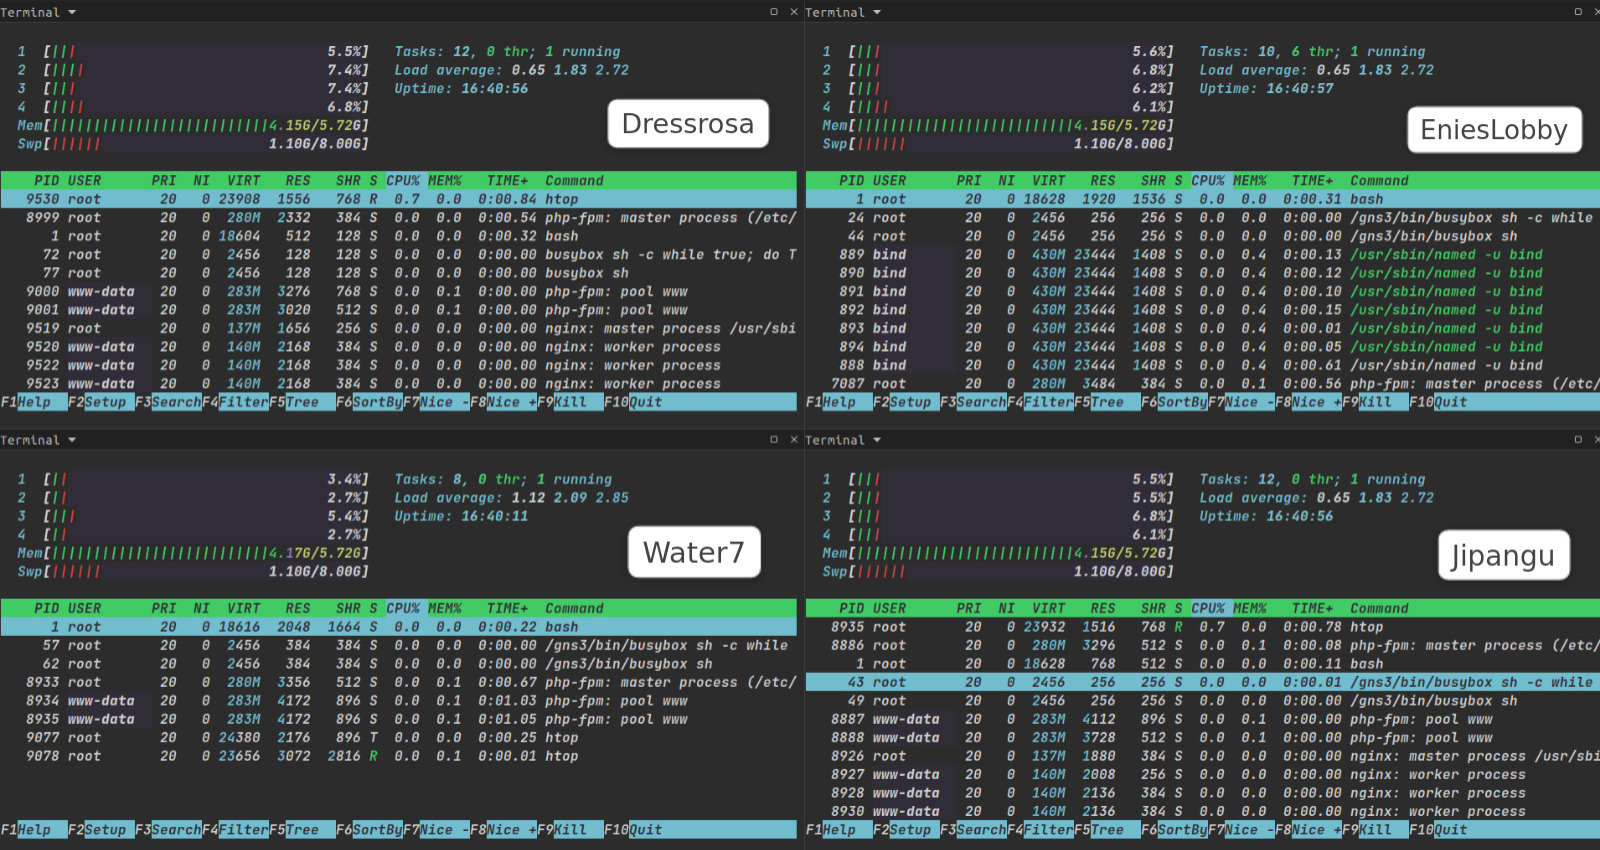 Terminal
1 [||| 5.5%] Tasks: 12, 0 thr; 1 running
2 [|||| 7.4%] Load average: 0.65 1.83 2.72
3 [||| 7.4%] Uptime: 16:40:56
4 [|||| 6.8%]
Mem[||||||||||||||||||||||||||4.15G/5.72G]
Swp[|||||| 1.10G/8.00G]
Dressrosa
PID USER PRI NI VIRT RES SHR S CPU% MEM% TIME+ Command
9530 root 20 0 23908 1556 768 R 0.7 0.0 0:00.84 htop
8999 root 20 0 280M 2332 384 S 0.0 0.0 0:00.54 php-fpm: master process (/etc/
1 root 20 0 18604 512 128 S 0.0 0.0 0:00.32 bash
72 root 20 0 2456 128 128 S 0.0 0.0 0:00.00 busybox sh -c while true; do T
77 root 20 0 2456 128 128 S 0.0 0.0 0:00.00 busybox sh
9000 www-data 20 0 283M 3276 768 S 0.0 0.1 0:00.00 php-fpm: pool www
9001 www-data 20 0 283M 3020 512 S 0.0 0.1 0:00.00 php-fpm: pool www
9519 root 20 0 137M 1656 256 S 0.0 0.0 0:00.00 nginx: master process /usr/sbi
9520 www-data 20 0 140M 2168 384 S 0.0 0.0 0:00.00 nginx: worker process
9522 www-data 20 0 140M 2168 384 S 0.0 0.0 0:00.00 nginx: worker process
9523 www-data 20 0 140M 2168 384 S 0.0 0.0 0:00.00 nginx: worker process
F1Help F2Setup F3SearchF4FilterF5Tree F6SortByF7Nice -F8Nice +F9Kill F10Quit
Terminal
1 [||| 5.6%] Tasks: 10, 6 thr; 1 running
2 [||| 6.8%] Load average: 0.65 1.83 2.72
3 [||| 6.2%] Uptime: 16:40:57
4 [|||| 6.1%]
Mem[||||||||||||||||||||||||||4.15G/5.72G]
Swp[|||||| 1.10G/8.00G]
EniesLobby
PID USER PRI NI VIRT RES SHR S CPU% MEM% TIME+ Command
1 root 20 0 18628 1920 1536 S 0.0 0.0 0:00.31 bash
24 root 20 0 2456 256 256 S 0.0 0.0 0:00.00 /gns3/bin/busybox sh -c while
44 root 20 0 2456 256 256 S 0.0 0.0 0:00.00 /gns3/bin/busybox sh
889 bind 20 0 430M 23444 1408 S 0.0 0.4 0:00.13 /usr/sbin/named -u bind
890 bind 20 0 430M 23444 1408 S 0.0 0.4 0:00.12 /usr/sbin/named -u bind
891 bind 20 0 430M 23444 1408 S 0.0 0.4 0:00.10 /usr/sbin/named -u bind
892 bind 20 0 430M 23444 1408 S 0.0 0.4 0:00.15 /usr/sbin/named -u bind
893 bind 20 0 430M 23444 1408 S 0.0 0.4 0:00.01 /usr/sbin/named -u bind
894 bind 20 0 430M 23444 1408 S 0.0 0.4 0:00.05 /usr/sbin/named -u bind
888 bind 20 0 430M 23444 1408 S 0.0 0.4 0:00.61 /usr/sbin/named -u bind
7087 root 20 0 280M 3484 384 S 0.0 0.1 0:00.56 php-fpm: master process (/etc/
F1Help F2Setup F3SearchF4FilterF5Tree F6SortByF7Nice -F8Nice +F9Kill F10Quit
Terminal
1 [|| 3.4%] Tasks: 8, 0 thr; 1 running
2 [|| 2.7%] Load average: 1.12 2.09 2.85
3 [||| 5.4%] Uptime: 16:40:11
4 [|| 2.7%]
Mem[||||||||||||||||||||||||||4.17G/5.72G]
Swp[|||||| 1.10G/8.00G]
Water7
PID USER PRI NI VIRT RES SHR S CPU% MEM% TIME+ Command
1 root 20 0 18616 2048 1664 S 0.0 0.0 0:00.22 bash
57 root 20 0 2456 384 384 S 0.0 0.0 0:00.00 /gns3/bin/busybox sh -c while
62 root 20 0 2456 384 384 S 0.0 0.0 0:00.00 /gns3/bin/busybox sh
8933 root 20 0 280M 3356 512 S 0.0 0.1 0:00.67 php-fpm: master process (/etc/
8934 www-data 20 0 283M 4172 896 S 0.0 0.1 0:01.03 php-fpm: pool www
8935 www-data 20 0 283M 4172 896 S 0.0 0.1 0:01.05 php-fpm: pool www
9077 root 20 0 24380 2176 896 T 0.0 0.0 0:00.25 htop
9078 root 20 0 23656 3072 2816 R 0.0 0.1 0:00.01 htop
F1Help F2Setup F3SearchF4FilterF5Tree F6SortByF7Nice -F8Nice +F9Kill F10Quit
Terminal
1 [||| 5.5%] Tasks: 12, 0 thr; 1 running
2 [||| 5.5%] Load average: 0.65 1.83 2.72
3 [||| 6.8%] Uptime: 16:40:56
4 [||| 6.1%]
Mem[||||||||||||||||||||||||||4.15G/5.72G]
Swp[|||||| 1.10G/8.00G]
Jipangu
PID USER PRI NI VIRT RES SHR S CPU% MEM% TIME+ Command
8935 root 20 0 23932 1516 768 R 0.7 0.0 0:00.78 htop
8886 root 20 0 280M 3296 512 S 0.0 0.1 0:00.08 php-fpm: master process (/etc/
1 root 20 0 18628 768 512 S 0.0 0.0 0:00.11 bash
43 root 20 0 2456 256 256 S 0.0 0.0 0:00.01 /gns3/bin/busybox sh -c while
49 root 20 0 2456 256 256 S 0.0 0.0 0:00.00 /gns3/bin/busybox sh
8887 www-data 20 0 283M 4112 896 S 0.0 0.1 0:00.00 php-fpm: pool www
8888 www-data 20 0 283M 3728 512 S 0.0 0.1 0:00.00 php-fpm: pool www
8926 root 20 0 137M 1880 384 S 0.0 0.0 0:00.00 nginx: master process /usr/sbi
8927 www-data 20 0 140M 2008 256 S 0.0 0.0 0:00.00 nginx: worker process
8928 www-data 20 0 140M 2136 384 S 0.0 0.0 0:00.00 nginx: worker process
8930 www-data 20 0 140M 2136 384 S 0.0 0.0 0:00.00 nginx: worker process
F1Help F2Setup F3SearchF4FilterF5Tree F6SortByF7Nice -F8Nice +F9Kill F10Quit